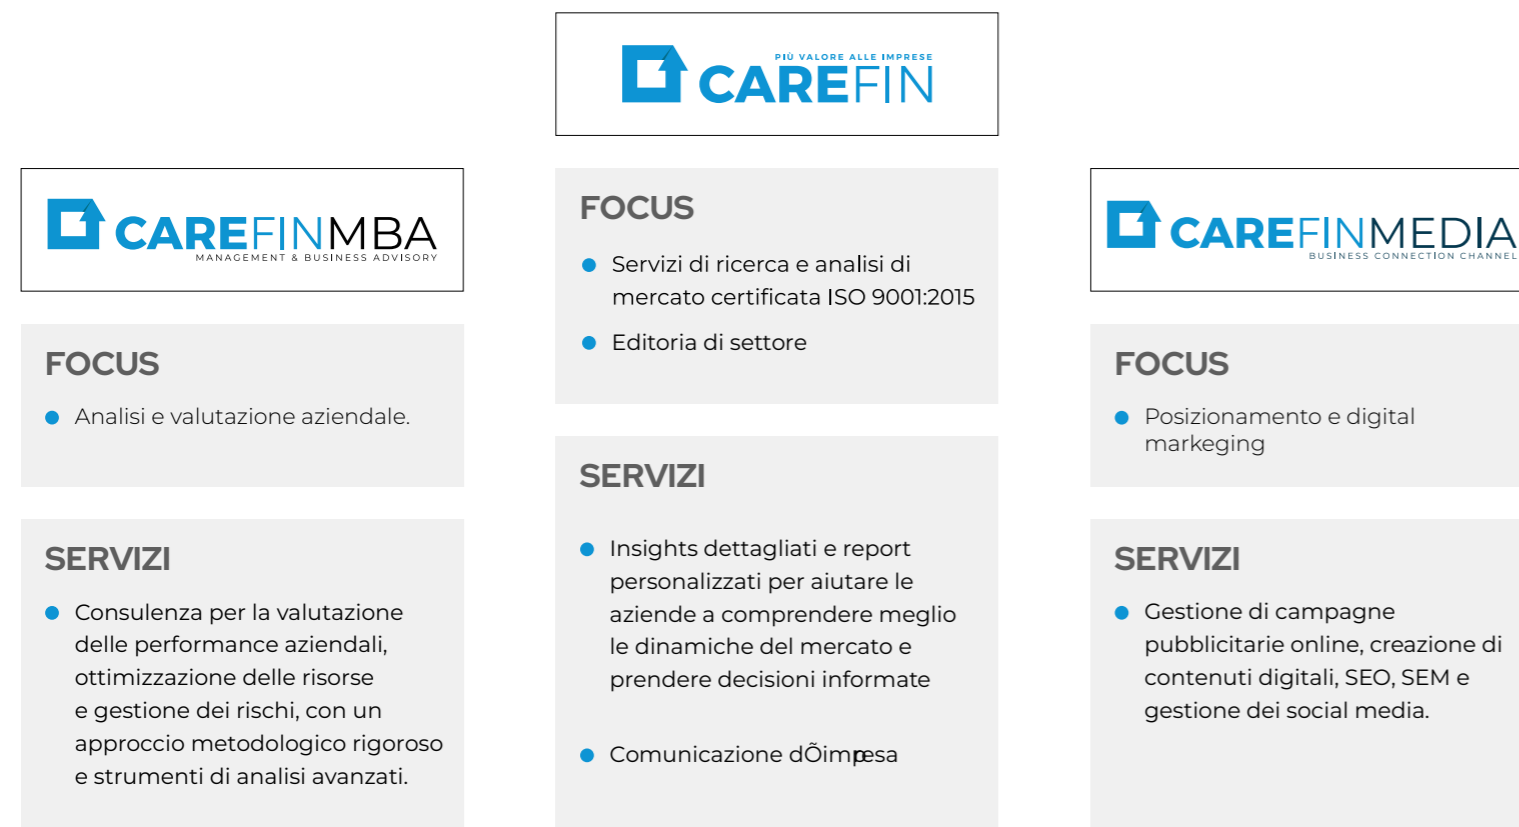 PIÙ VALORE ALLE IMPRESE
CAREFIN
FOCUS
Servizi di ricerca e analisi di
mercato certificata ISO 9001:2015
Editoria di settore
SERVIZI
Insights dettagliati e report
personalizzati per aiutare le
aziende a comprendere meglio
le dinamiche del mercato e
prendere decisioni informate
Comunicazione dÕimpresa
CAREFINMBA
MANAGEMENT & BUSINESS ADVISORY
FOCUS
Analisi e valutazione aziendale.
SERVIZI
Consulenza per la valutazione
delle performance aziendali,
ottimizzazione delle risorse
e gestione dei rischi, con un
approccio metodologico rigoroso
e strumenti di analisi avanzati.
CAREFINMEDIA
BUSINESS CONNECTION CHANNEL
FOCUS
Posizionamento e digital
markeging
SERVIZI
Gestione di campagne
pubblicitarie online, creazione di
contenuti digitali, SEO, SEM e
gestione dei social media.